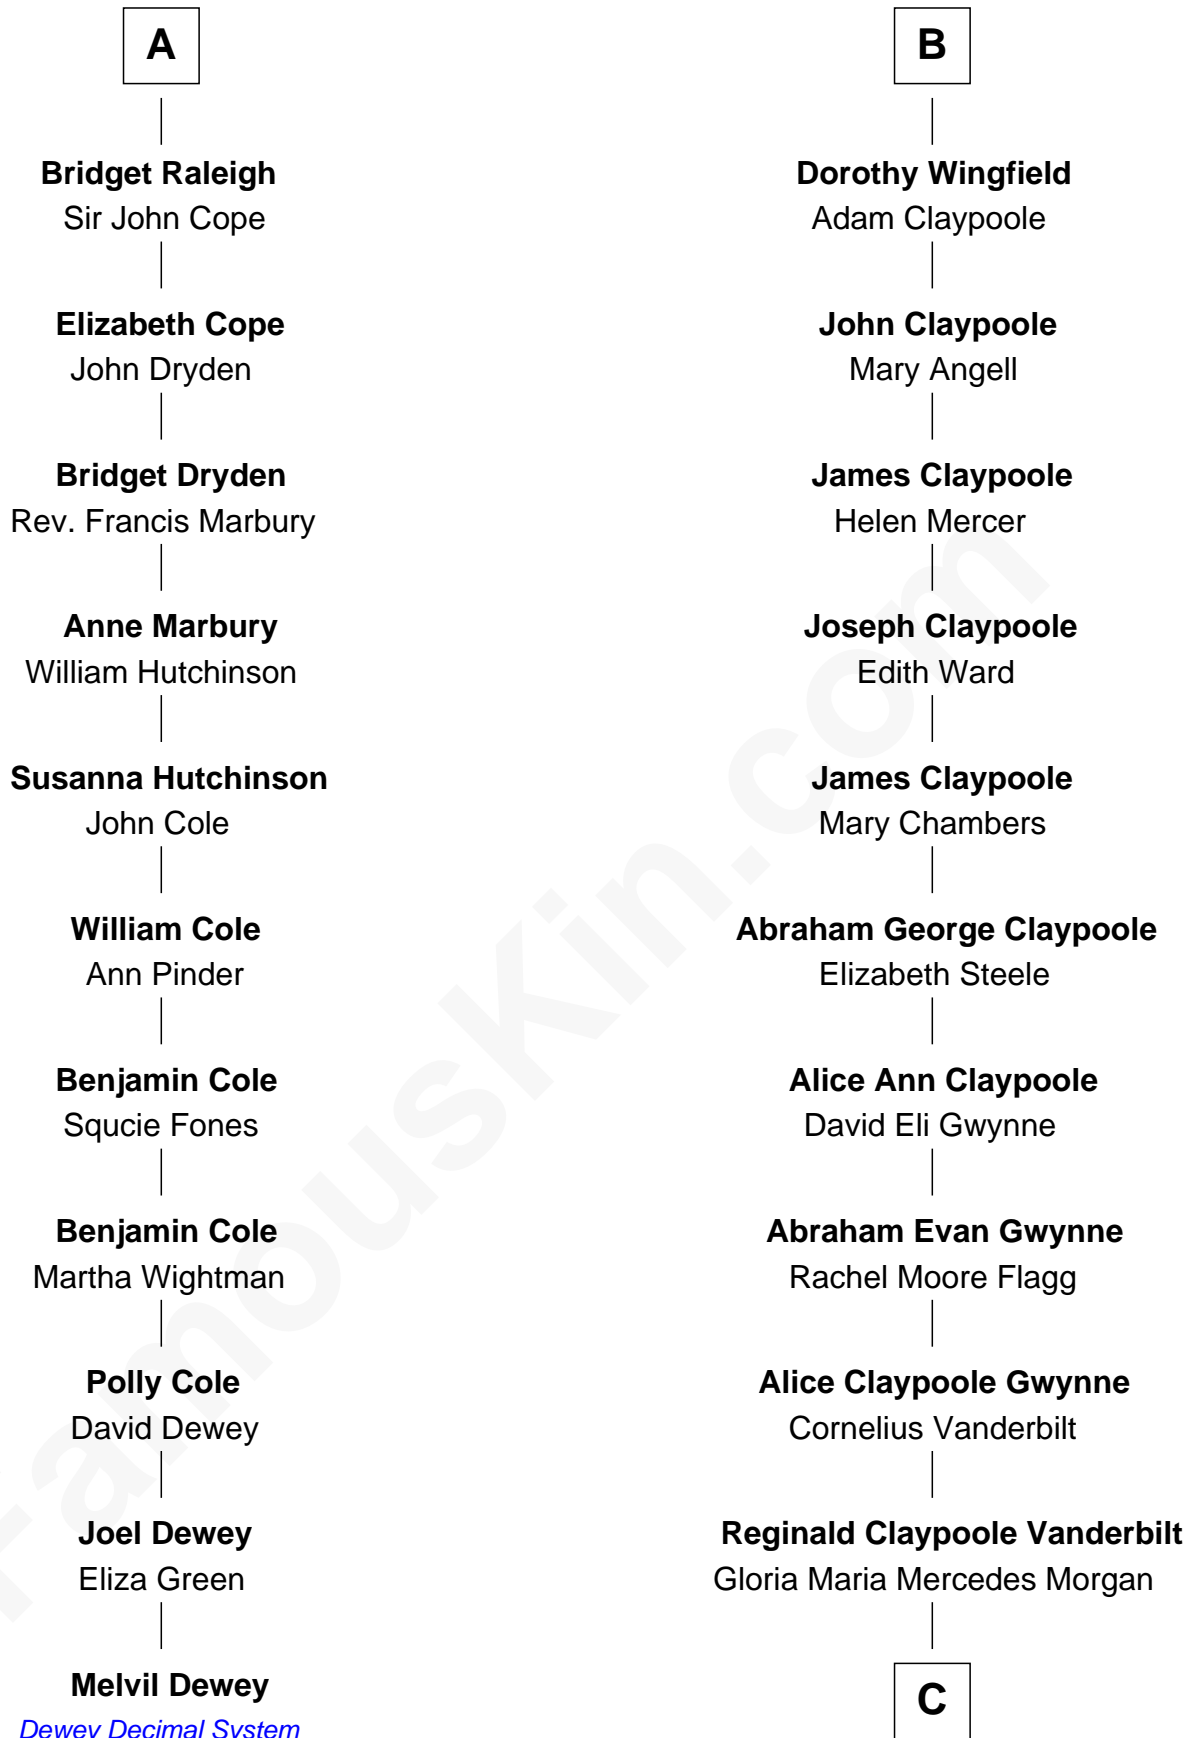 A
Bridget Raleigh
Sir John Cope
Elizabeth Cope
John Dryden
Bridget Dryden
Rev. Francis Marbury
Anne Marbury
William Hutchinson
Susanna Hutchinson
John Cole
William Cole
Ann Pinder
Benjamin Cole
Squcie Fones
Benjamin Cole
Martha Wightman
Polly Cole
David Dewey
Joel Dewey
Eliza Green
Melvil Dewey
Dewey Decimal System
B
Dorothy Wingfield
Adam Claypoole
John Claypoole
Mary Angell
James Claypoole
Helen Mercer
Joseph Claypoole
Edith Ward
James Claypoole
Mary Chambers
Abraham George Claypoole
Elizabeth Steele
Alice Ann Claypoole
David Eli Gwynne
Abraham Evan Gwynne
Rachel Moore Flagg
Alice Claypoole Gwynne
Cornelius Vanderbilt
Reginald Claypoole Vanderbilt
Gloria Maria Mercedes Morgan
C
FamousKin.com